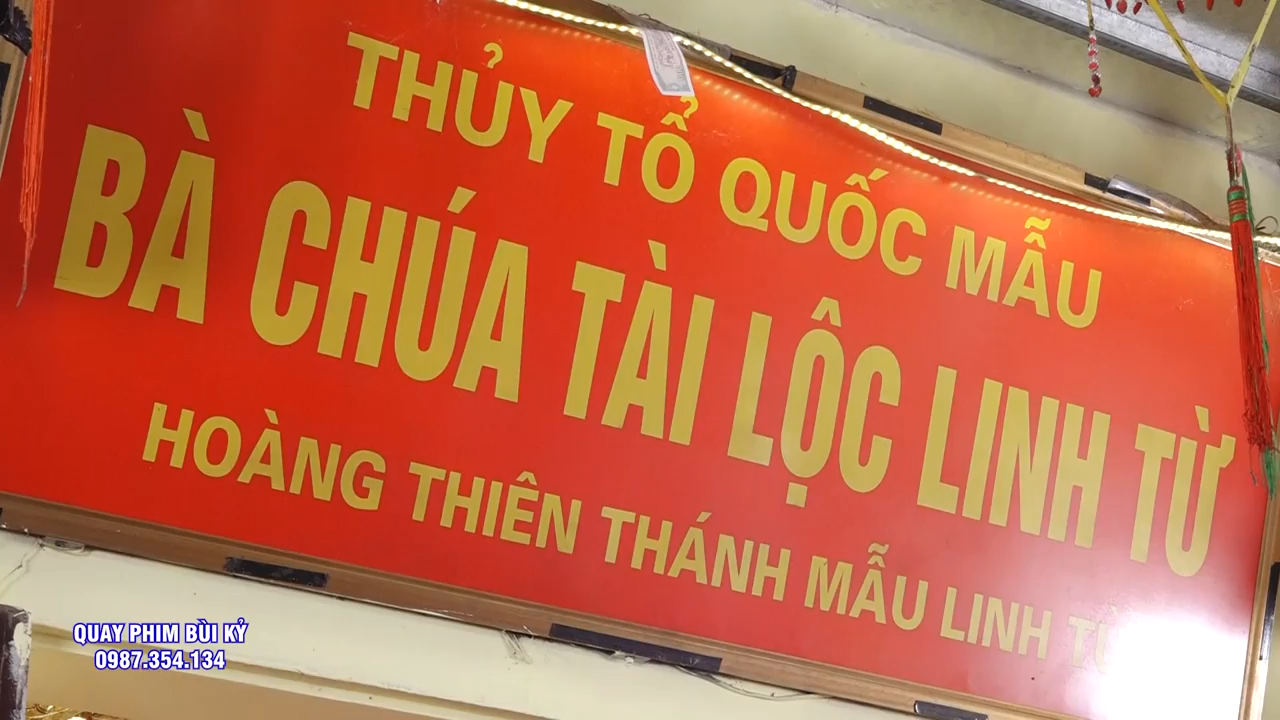 THỦY TỔ QUỐC MẪU
BÀ CHÚA TÀI LỘC LINH TỪ
HOÀNG THIÊN THÁNH MẪU LINH TỪ
QUAY PHIM BÙI KỶ
0987.354.134